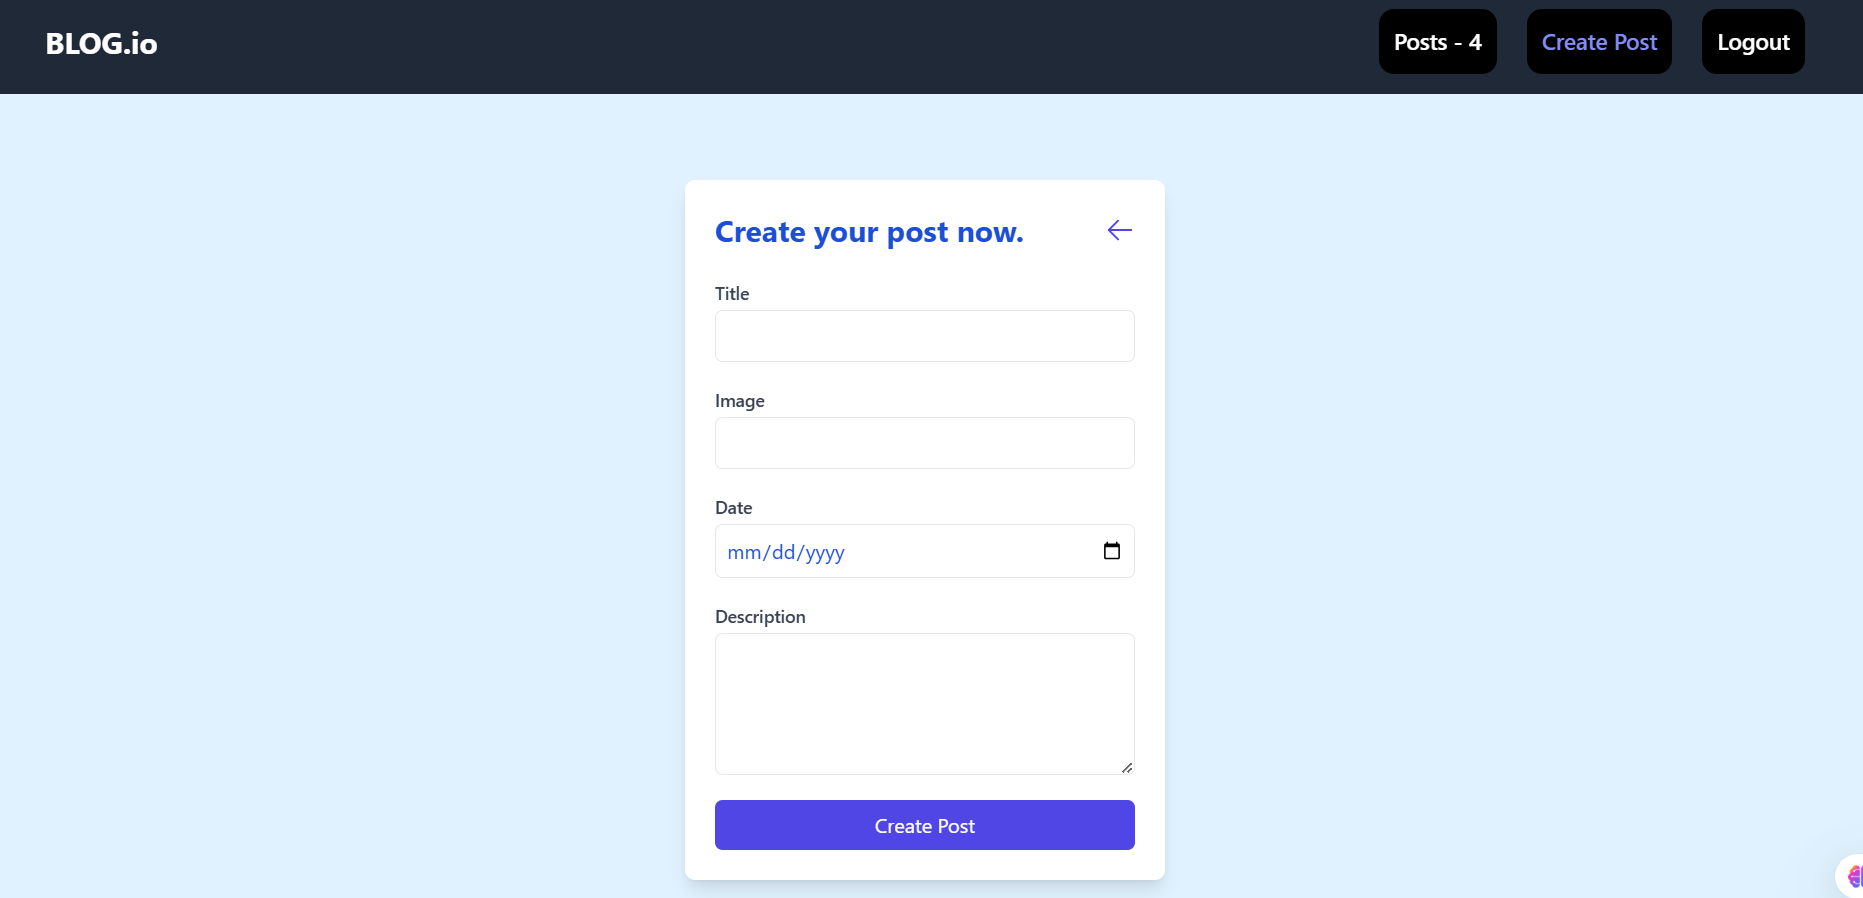 BLOG.io
Posts - 4
Create Post
Logout
Create your post now.
Title
Image
Date
mm/dd/yyyy
Description
Create Post